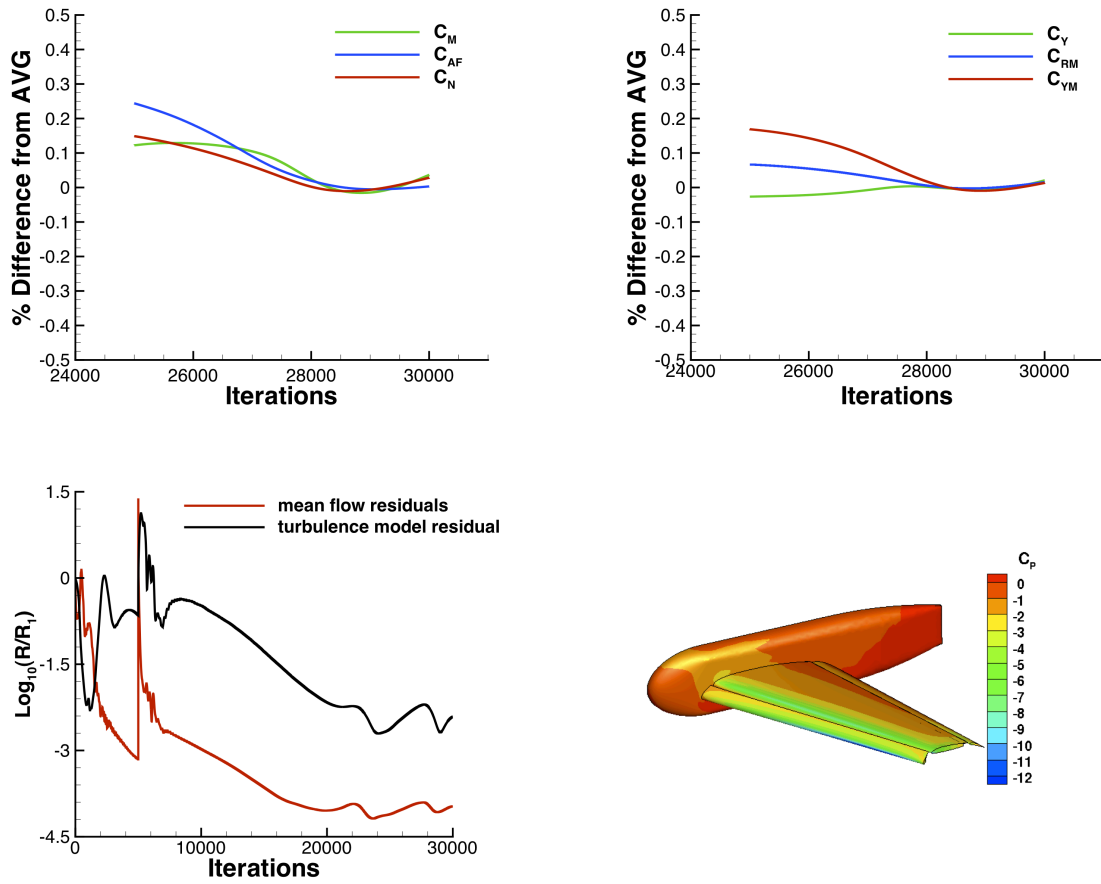 0.5
0.4
0.3
0.2
0.1
0
-0.1
-0.2
-0.3
-0.4
-0.5
% Difference from AVG
C_M
C_AF
C_N
24000 26000 28000 30000
Iterations
0.5
0.4
0.3
0.2
0.1
0
-0.1
-0.2
-0.3
-0.4
-0.5
% Difference from AVG
C_Y
C_RM
C_YM
24000 26000 28000 30000
Iterations
1.5
0
-1.5
-3
-4.5
Log₁₀(R/R₁)
mean flow residuals
turbulence model residual
0 10000 20000 30000
Iterations
C_P
0
-1
-2
-3
-4
-5
-6
-7
-8
-9
-10
-11
-12